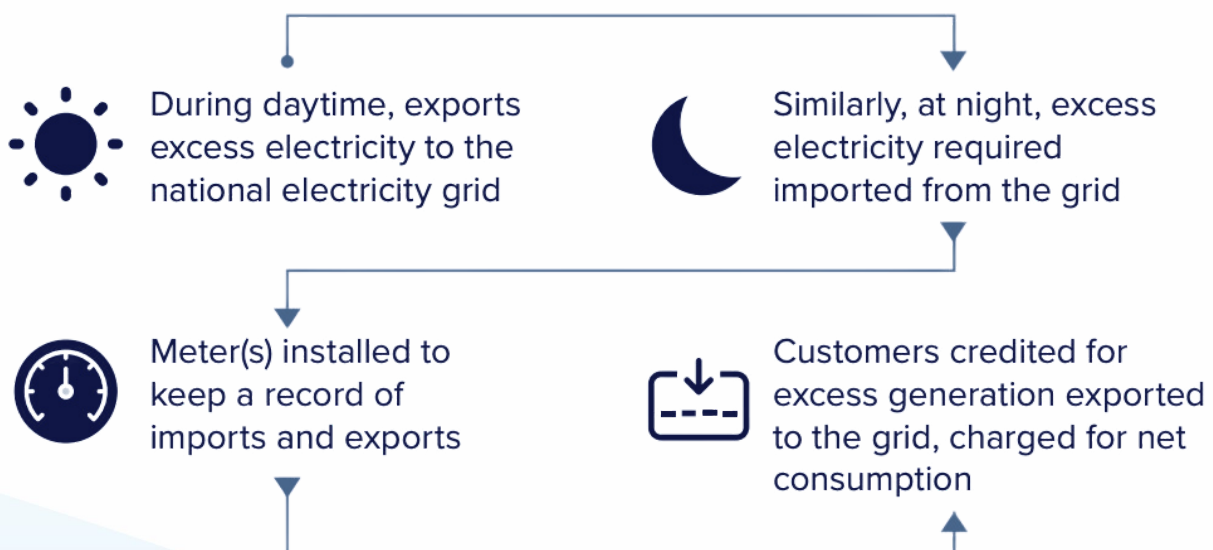 During daytime, exports
excess electricity to the
national electricity grid
Similarly, at night, excess
electricity required
imported from the grid
Meter(s) installed to
keep a record of
imports and exports
Customers credited for
excess generation exported
to the grid, charged for net
consumption